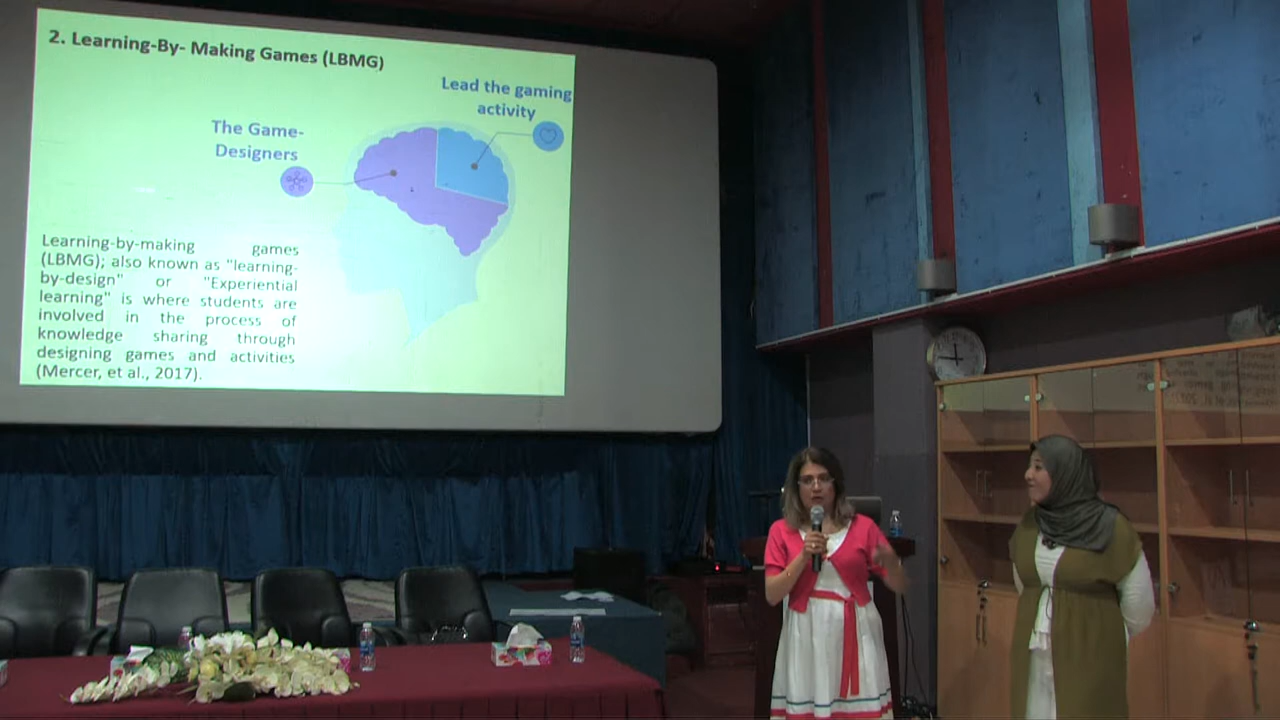 2. Learning-By- Making Games (LBMG)
Lead the gaming
activity
The Game-
Designers
Learning-by-making games
(LBMG); also known as "learning-
by-design" or "Experiential
learning" is where students are
involved in the process of
knowledge sharing through
designing games and activities
(Mercer, et al., 2017).